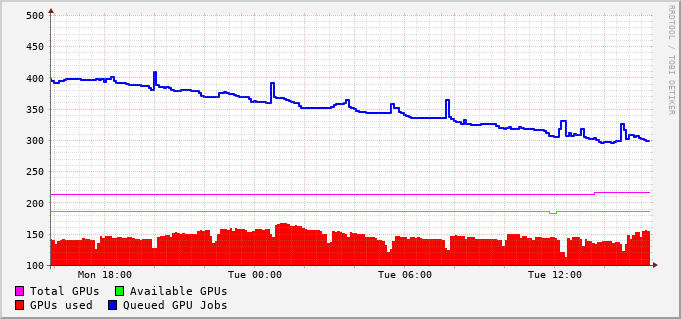 500
450
400
350
300
250
200
150
100
Mon 18:00 Tue 00:00 Tue 06:00 Tue 12:00
Total GPUs Available GPUs
GPUs used Queued GPU Jobs
RRDTOOL / TOBI OETIKER